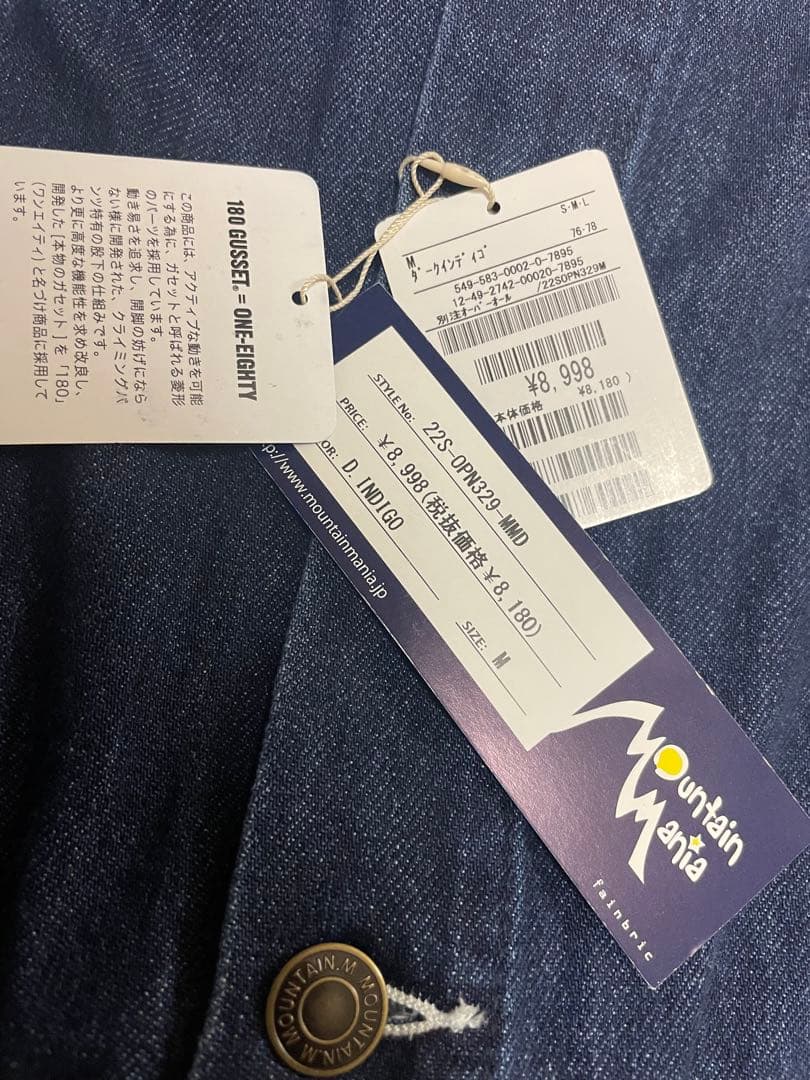 180 GUSSET® = ONE-EIGHTY
この商品には、アクティブな動きを可能
にする為に、ガセットと呼ばれる菱形
のパーツを採用しています。
動き易さを追求し、開脚の妨げになら
ない様に開発された、クライミングパ
ンツ特有の股下の仕組みです。
より更に高度な機能性を求め改良し、
開発した[本物のガセット]を「180」
(ワンエイティ)と名づけ商品に採用して
います。
S・M・L
M 76-78
ﾀﾞｰｸｲﾝﾃﾞｨｺﾞ
549-583-0002-0-7895
12-49-2742-00020-7895
別注ｵｰﾊﾞｰｵｰﾙ /22SOPN329M
¥8,998
本体価格 ¥8,180 )
STYLE No: 22S-OPN329-MMD
PRICE: ¥8,998(税抜価格¥8,180)
OR: D.INDIGO SIZE: M
p://www.mountainmania.jp
Mountain
Mania
fainbric
MOUNTAIN.M MOUNTAIN.M